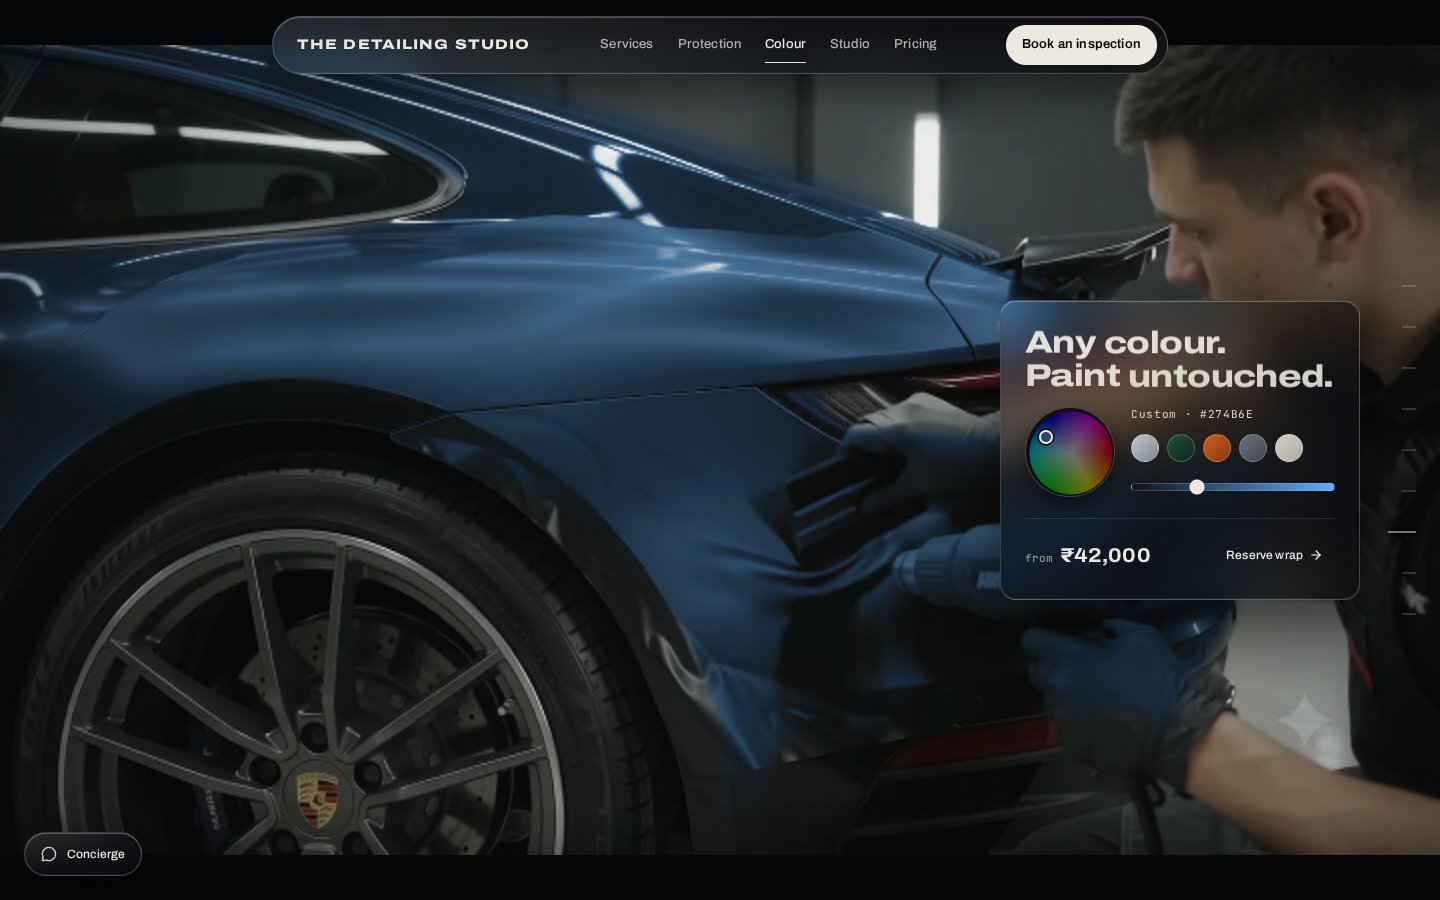 THE DETAILING STUDIO
Services
Protection
Colour
Studio
Pricing
Book an inspection
Any colour.
Paint untouched.
Custom · #274B6E
from ₹42,000
Reserve wrap →
Concierge